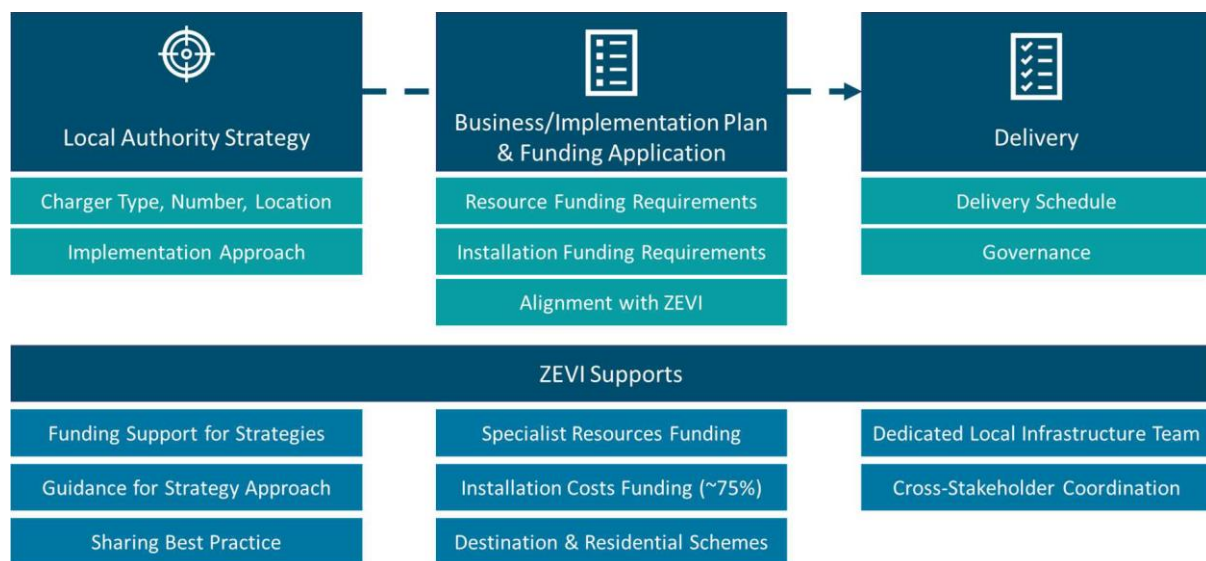 Local Authority Strategy
Charger Type, Number, Location
Implementation Approach
Business/Implementation Plan
& Funding Application
Resource Funding Requirements
Installation Funding Requirements
Alignment with ZEVI
Delivery
Delivery Schedule
Governance
ZEVI Supports
Funding Support for Strategies
Guidance for Strategy Approach
Sharing Best Practice
Specialist Resources Funding
Installation Costs Funding (~75%)
Destination & Residential Schemes
Dedicated Local Infrastructure Team
Cross-Stakeholder Coordination